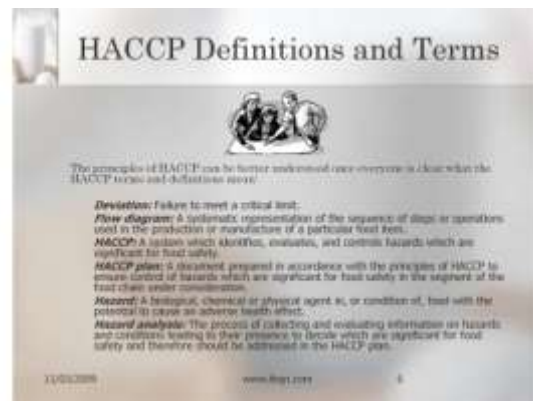 HACCP Definitions and Terms
The principles of HACCP can be better understood once everyone is clear what the
HACCP terms and definitions mean!
Deviation: Failure to meet a critical limit.
Flow diagram: A systematic representation of the sequence of steps or operations
used in the production or manufacture of a particular food item.
HACCP: A system which identifies, evaluates, and controls hazards which are
significant for food safety.
HACCP plan: A document prepared in accordance with the principles of HACCP to
ensure control of hazards which are significant for food safety in the segment of the
food chain under consideration.
Hazard: A biological, chemical or physical agent in, or condition of, food with the
potential to cause an adverse health effect.
Hazard analysis: The process of collecting and evaluating information on hazards
and conditions leading to their presence to decide which are significant for food
safety and therefore should be addressed in the HACCP plan.